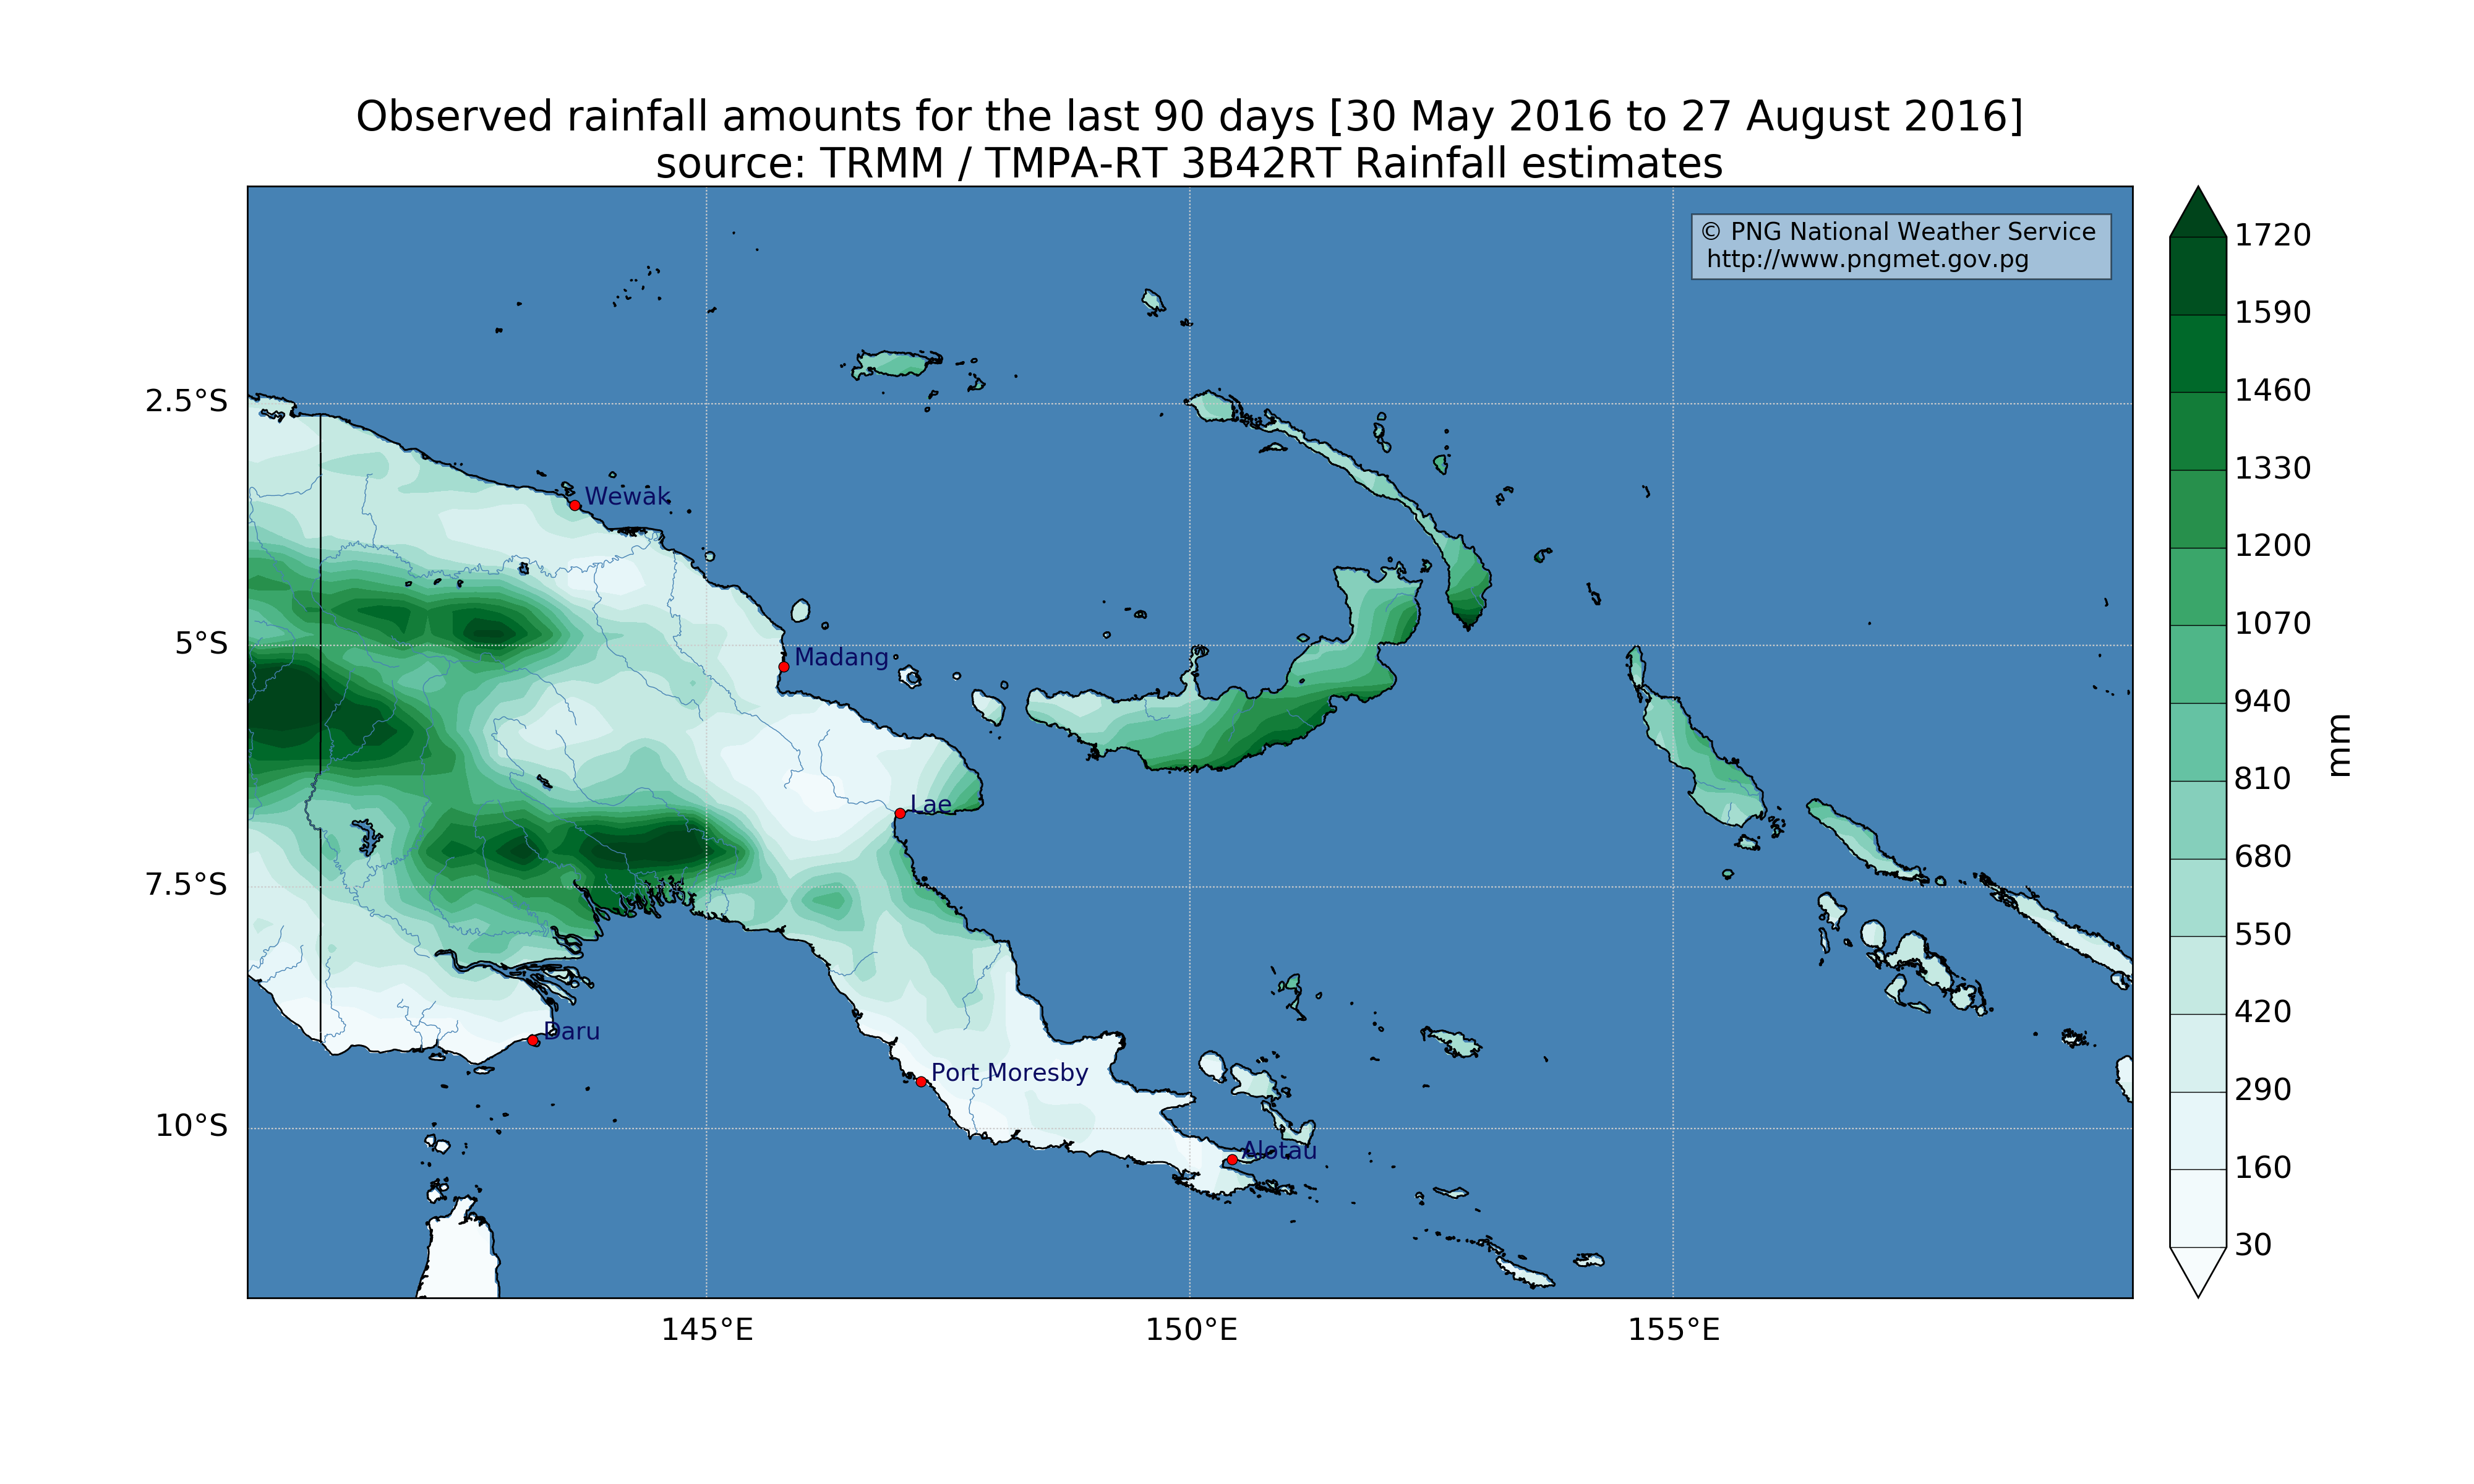 Observed rainfall amounts for the last 90 days [30 May 2016 to 27 August 2016]
source: TRMM / TMPA-RT 3B42RT Rainfall estimates
© PNG National Weather Service
http://www.pngmet.gov.pg
1720
1590
1460
1330
1200
1070
940
810
680
550
420
290
160
30
mm
2.5°S
5°S
7.5°S
10°S
Wewak
Madang
Lae
Daru
Port Moresby
Alotau
145°E
150°E
155°E